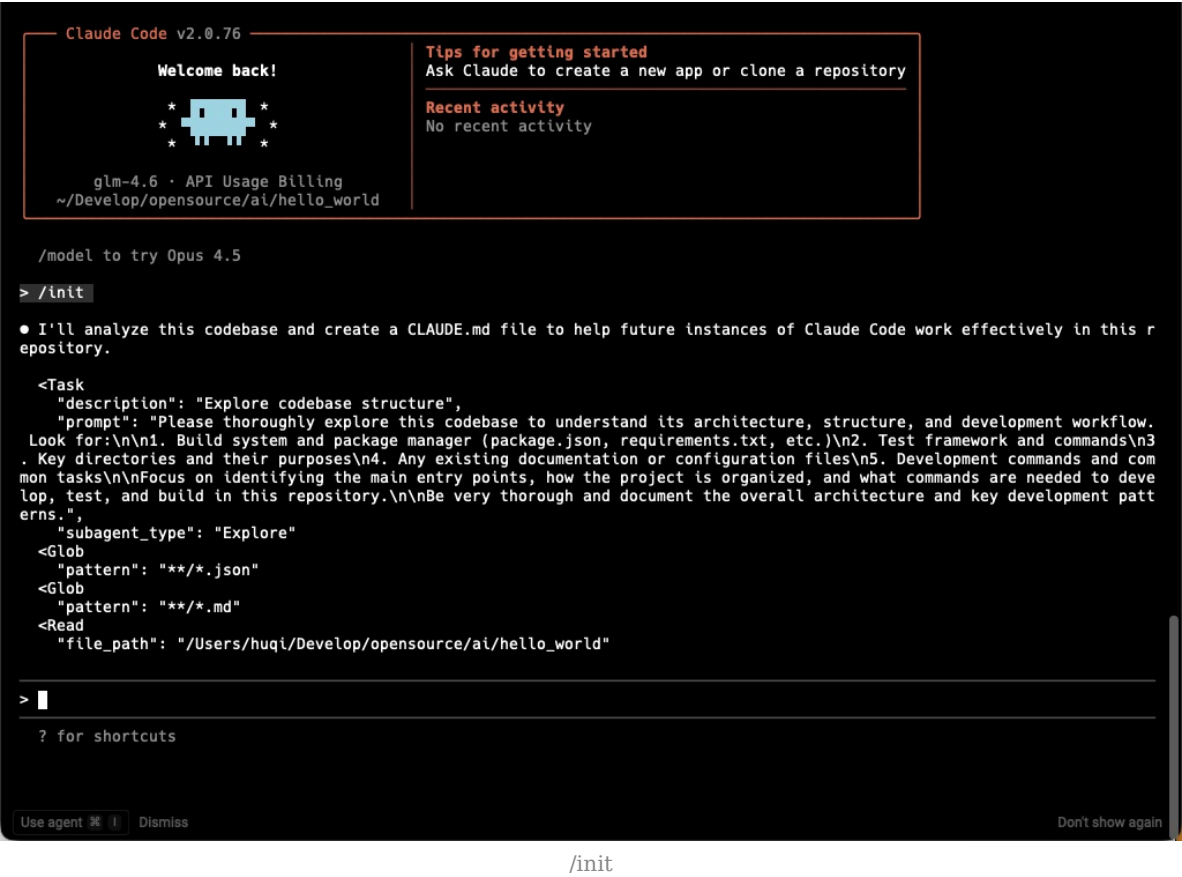 Claude Code v2.0.76
Welcome back!
* *
* *
* *
glm-4.6 · API Usage Billing
~/Develop/opensource/ai/hello_world
Tips for getting started
Ask Claude to create a new app or clone a repository
Recent activity
No recent activity
/model to try Opus 4.5
> /init
● I'll analyze this codebase and create a CLAUDE.md file to help future instances of Claude Code work effectively in this r
epository.
<Task
"description": "Explore codebase structure",
"prompt": "Please thoroughly explore this codebase to understand its architecture, structure, and development workflow.
Look for:\n\n1. Build system and package manager (package.json, requirements.txt, etc.)\n2. Test framework and commands\n3
. Key directories and their purposes\n4. Any existing documentation or configuration files\n5. Development commands and com
mon tasks\n\nFocus on identifying the main entry points, how the project is organized, and what commands are needed to deve
lop, test, and build in this repository.\n\nBe very thorough and document the overall architecture and key development patt
erns.",
"subagent_type": "Explore"
<Glob
"pattern": "**/*.json"
<Glob
"pattern": "**/*.md"
<Read
"file_path": "/Users/huqi/Develop/opensource/ai/hello_world"
>
? for shortcuts
Use agent ⌘ I Dismiss
Don't show again
/init